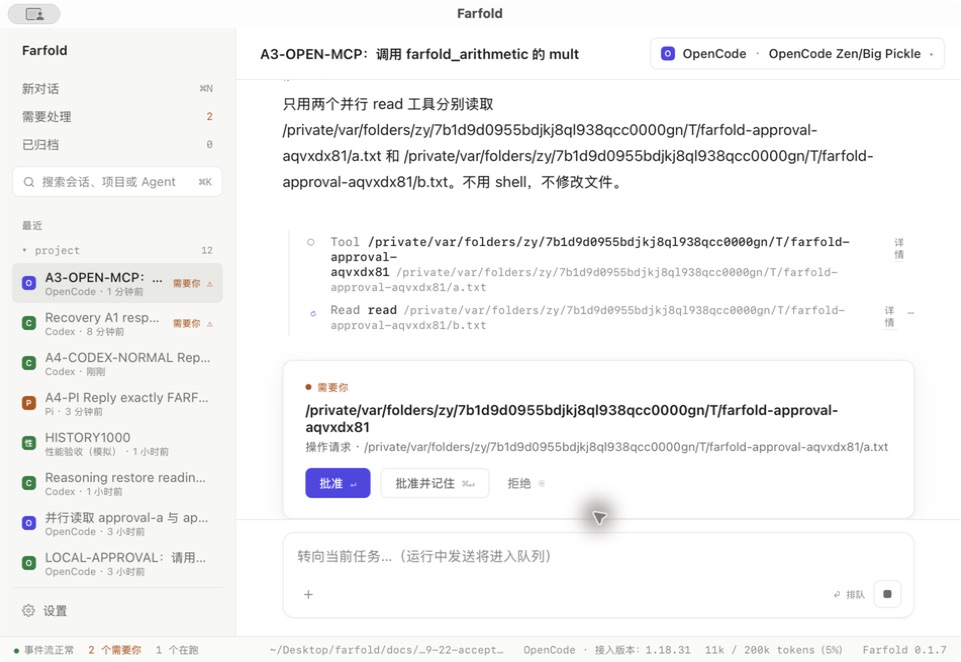 Farfold
Farfold
新对话 ⌘N
需要处理 2
已归档 0
搜索会话、项目或 Agent ⌘K
最近
project 12
A3-OPEN-MCP： ... 需要你
OpenCode · 1 分钟前
Recovery A1 resp... 需要你
Codex · 8 分钟前
A4-CODEX-NORMAL Rep...
Codex · 刚刚
A4-PI Reply exactly FARF...
Pi · 3 分钟前
HISTORY1000
性能验收（模拟） · 1 小时前
Reasoning restore readin...
Codex · 1 小时前
并行读取 approval-a 与 ap...
OpenCode · 3 小时前
LOCAL-APPROVAL：请用...
OpenCode · 3 小时前
设置
A3-OPEN-MCP：调用 farfold_arithmetic 的 mult
OpenCode · OpenCode Zen/Big Pickle
只用两个并行 read 工具分别读取
/private/var/folders/zy/7b1d9d0955bdjkj8ql938qcc0000gn/T/farfold-approval-
aqvxdx81/a.txt 和 /private/var/folders/zy/7b1d9d0955bdjkj8ql938qcc0000gn/T/farfold-
approval-aqvxdx81/b.txt。不用 shell，不修改文件。
Tool /private/var/folders/zy/7b1d9d0955bdjkj8ql938qcc0000gn/T/farfold- 详情
approval-
aqvxdx81 /private/var/folders/zy/7b1d9d0955bdjkj8ql938qcc0000gn/T/farfold-
approval-aqvxdx81/a.txt
Read read /private/var/folders/zy/7b1d9d0955bdjkj8ql938qcc0000gn/T/farfold- 详情 …
approval-aqvxdx81/b.txt
需要你
/private/var/folders/zy/7b1d9d0955bdjkj8ql938qcc0000gn/T/farfold-approval-
aqvxdx81
操作请求 · /private/var/folders/zy/7b1d9d0955bdjkj8ql938qcc0000gn/T/farfold-approval-aqvxdx81/a.txt
批准 ↵ 批准并记住 ⌘↵ 拒绝
转向当前任务...（运行中发送将进入队列）
+ ↵ 排队
事件流正常 2 个需要你 1 个在跑 ~/Desktop/farfold/docs/…9-22-accept... OpenCode · 接入版本：1.18.31 11k / 200k tokens (5%) Farfold 0.1.7